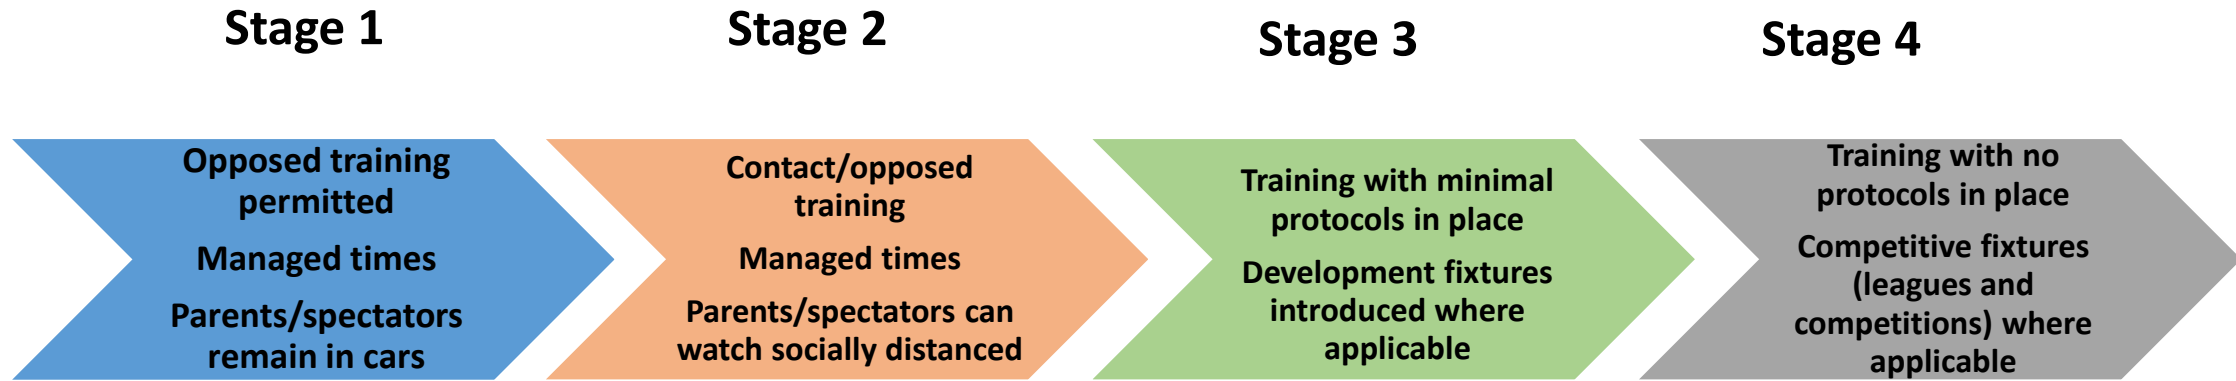 Stage 1
Stage 2
Stage 3
Stage 4
Opposed training
permitted
Managed times
Parents/spectators
remain in cars
Contact/opposed
training
Managed times
Parents/spectators can
watch socially distanced
Training with minimal
protocols in place
Development fixtures
introduced where
applicable
Training with no
protocols in place
Competitive fixtures
(leagues and
competitions) where
applicable